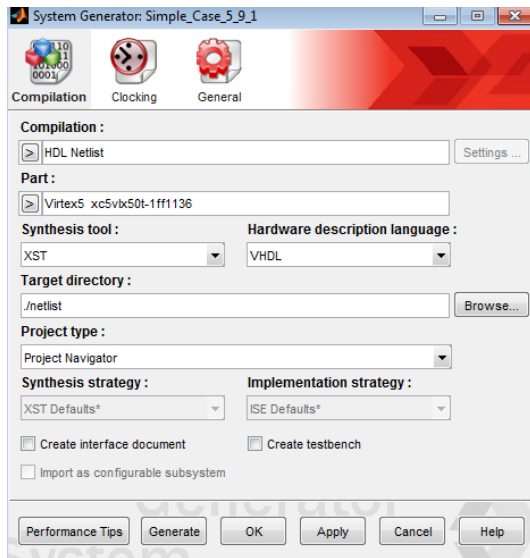 System Generator: Simple_Case_5_9_1
Compilation Clocking General
Compilation :
> HDL Netlist Settings ...
Part :
> Virtex5 xc5vlx50t-1ff1136
Synthesis tool : Hardware description language :
XST VHDL
Target directory :
./netlist Browse...
Project type :
Project Navigator
Synthesis strategy : Implementation strategy :
XST Defaults* ISE Defaults*
Create interface document Create testbench
Import as configurable subsystem
Performance Tips Generate OK Apply Cancel Help